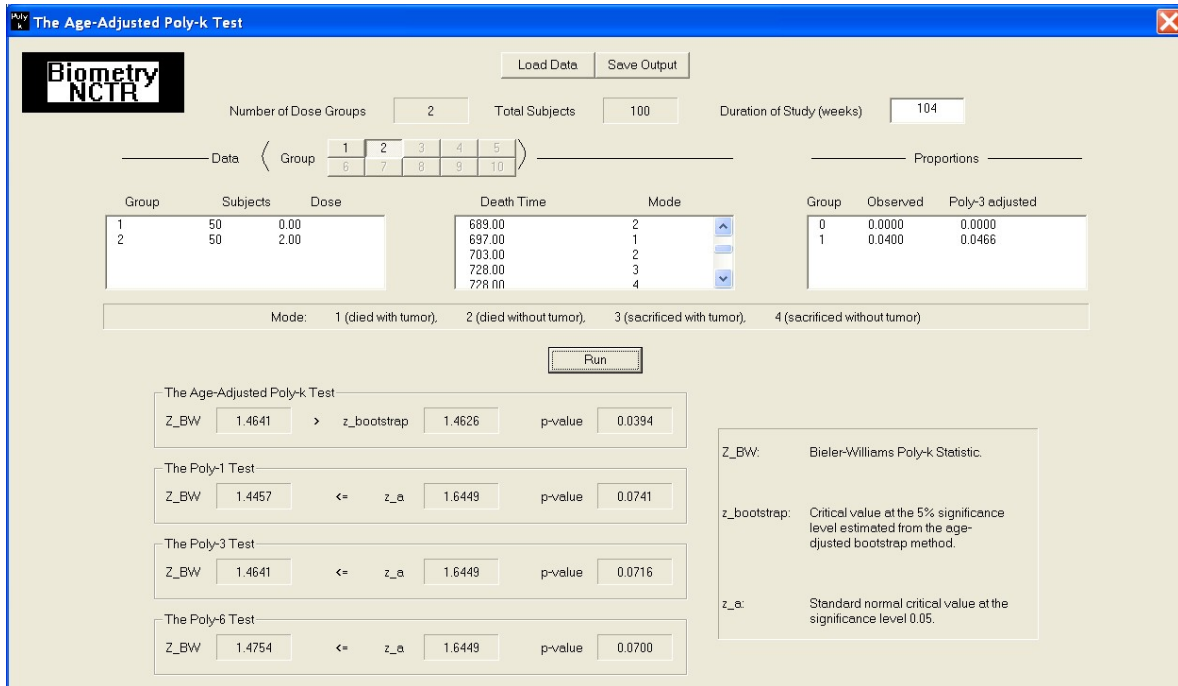 Poly k The Age-Adjusted Poly-k Test
Biometry
NCTR
Load Data Save Output
Number of Dose Groups 2 Total Subjects 100 Duration of Study (weeks) 104
Data Group 1 2 3 4 5
6 7 8 9 10
Proportions
Group Subjects Dose
1 50 0.00
2 50 2.00
Death Time Mode
689.00 2
697.00 1
703.00 2
728.00 3
728.00 4
Group Observed Poly-3 adjusted
0 0.0000 0.0000
1 0.0400 0.0466
Mode: 1 (died with tumor), 2 (died without tumor), 3 (sacrificed with tumor), 4 (sacrificed without tumor)
Run
The Age-Adjusted Poly-k Test
Z_BW 1.4641 > z_bootstrap 1.4626 p-value 0.0394
The Poly-1 Test
Z_BW 1.4457 <= z_a 1.6449 p-value 0.0741
The Poly-3 Test
Z_BW 1.4641 <= z_a 1.6449 p-value 0.0716
The Poly-6 Test
Z_BW 1.4754 <= z_a 1.6449 p-value 0.0700
Z_BW: Bieler-Williams Poly-k Statistic.
z_bootstrap: Critical value at the 5% significance
level estimated from the age-
djusted bootstrap method.
z_a: Standard normal critical value at the
significance level 0.05.